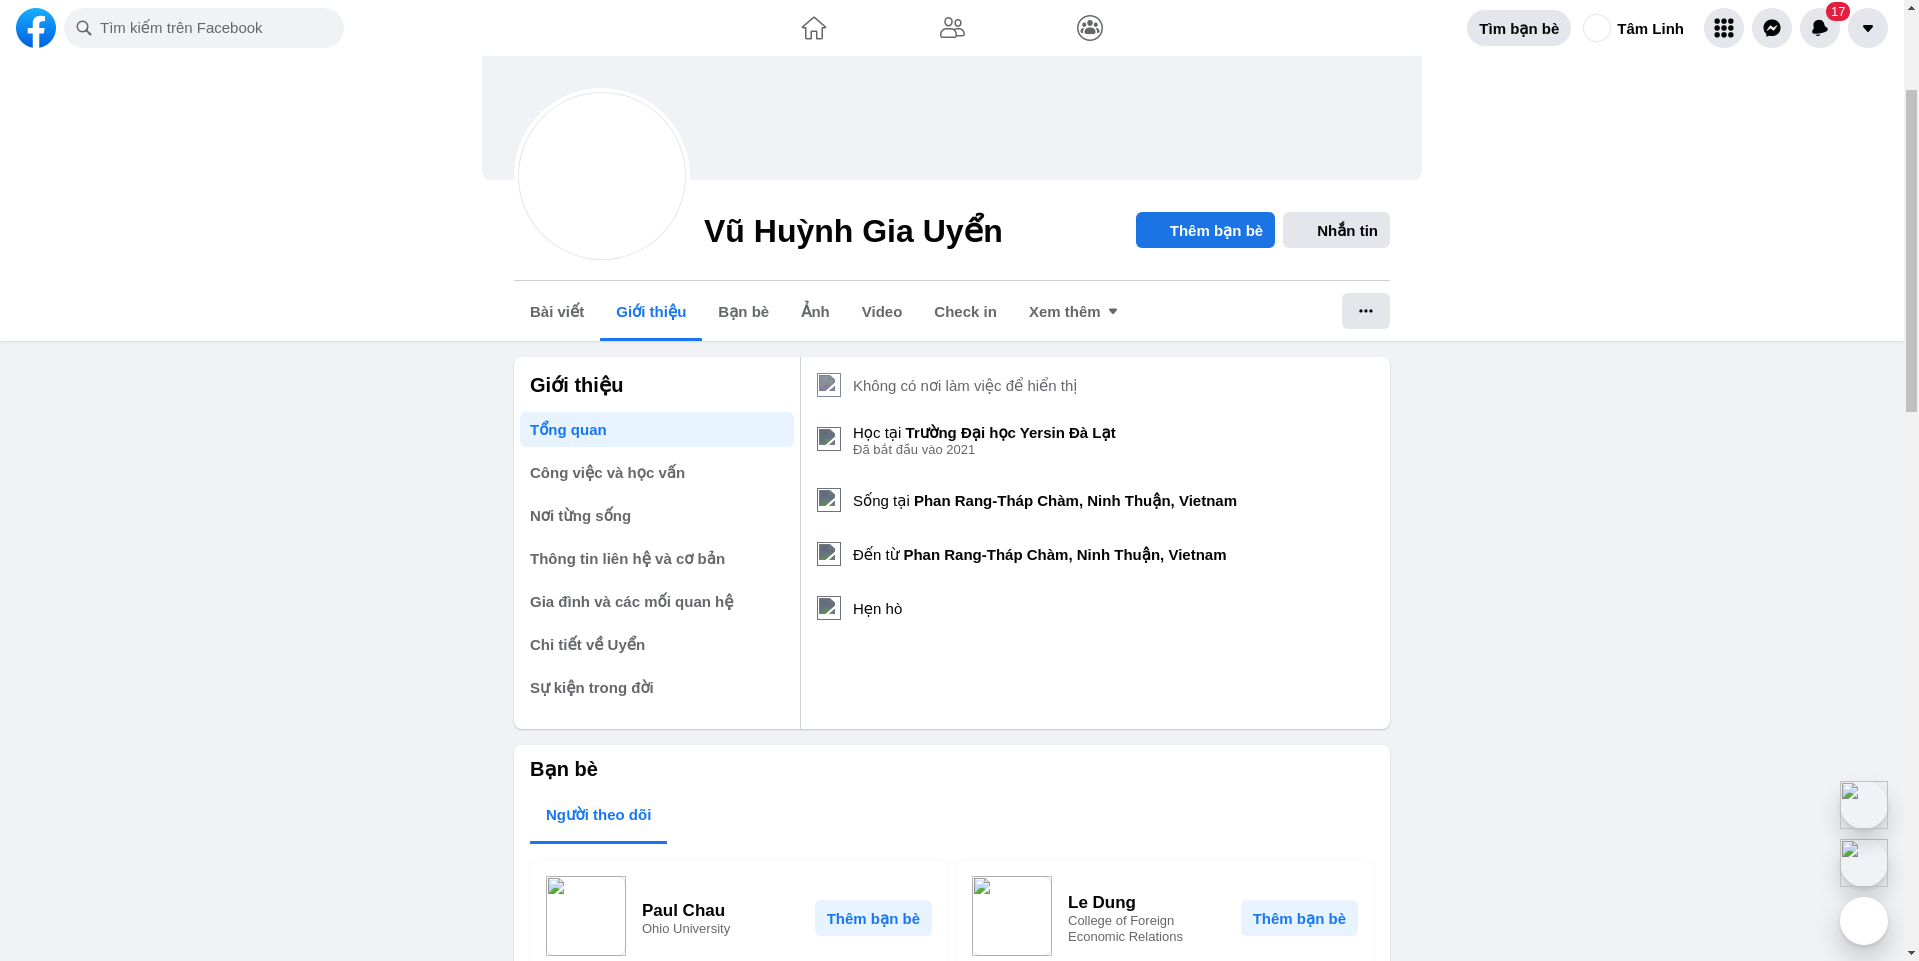 Tìm kiếm trên Facebook
Tìm bạn bè
Tâm Linh
17
Vũ Huỳnh Gia Uyển
Thêm bạn bè
Nhắn tin
Bài viết
Giới thiệu
Bạn bè
Ảnh
Video
Check in
Xem thêm
Giới thiệu
Tổng quan
Công việc và học vấn
Nơi từng sống
Thông tin liên hệ và cơ bản
Gia đình và các mối quan hệ
Chi tiết về Uyển
Sự kiện trong đời
Không có nơi làm việc để hiển thị
Học tại Trường Đại học Yersin Đà Lạt
Đã bắt đầu vào 2021
Sống tại Phan Rang-Tháp Chàm, Ninh Thuận, Vietnam
Đến từ Phan Rang-Tháp Chàm, Ninh Thuận, Vietnam
Hẹn hò
Bạn bè
Người theo dõi
Paul Chau
Ohio University
Thêm bạn bè
Le Dung
College of Foreign
Economic Relations
Thêm bạn bè